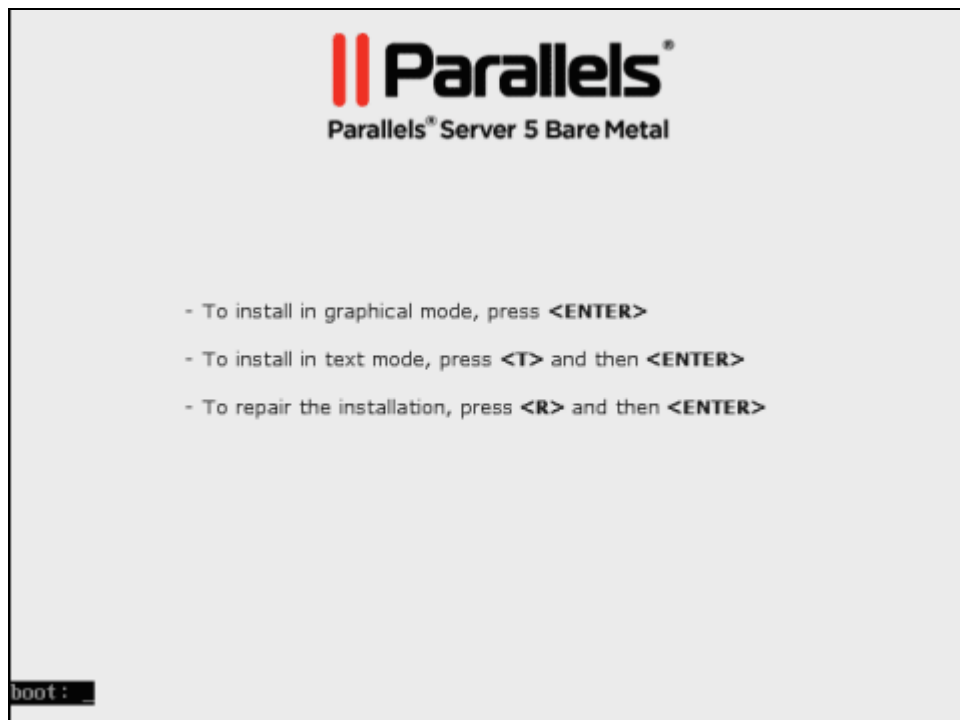 Parallels®
Parallels® Server 5 Bare Metal
- To install in graphical mode, press <ENTER>
- To install in text mode, press <T> and then <ENTER>
- To repair the installation, press <R> and then <ENTER>
boot: _